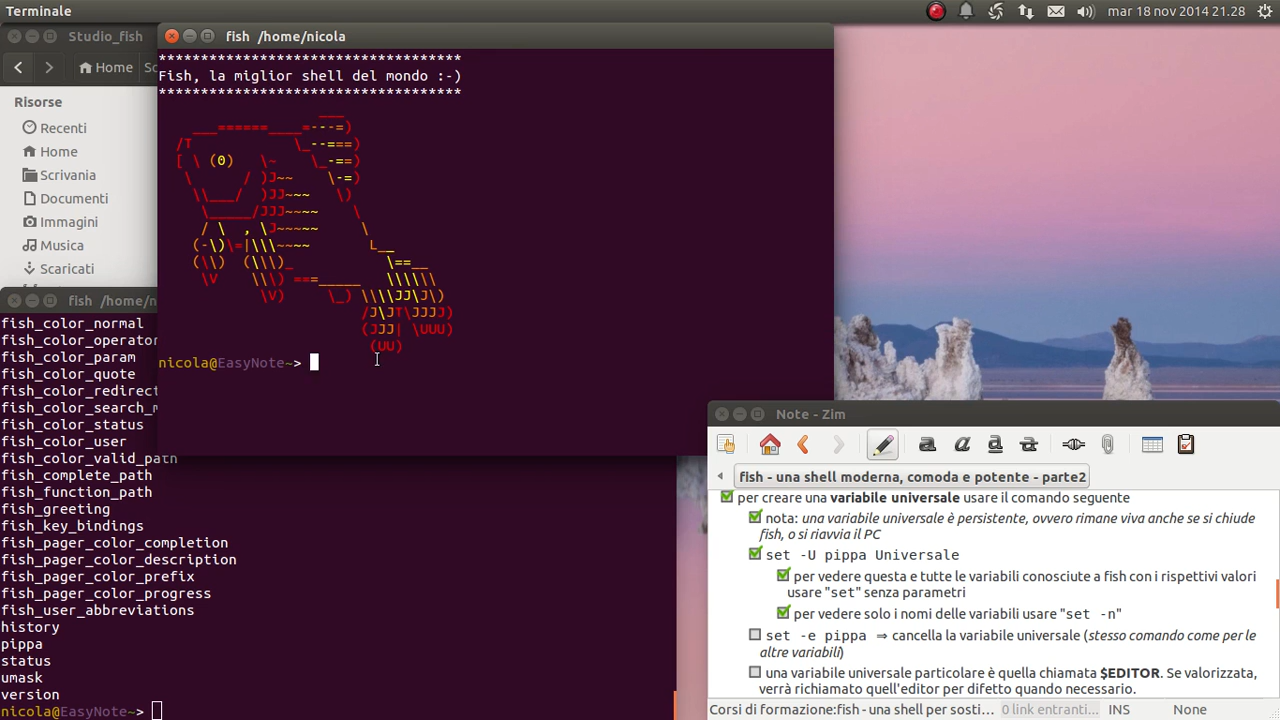 Terminale
mar 18 nov 2014 21.28
Studio_fish
Home
Risorse
Recenti
Home
Scrivania
Documenti
Immagini
Musica
Scaricati
fish /home/nicola
************************************
Fish, la miglior shell del mondo :-)
************************************
nicola@EasyNote~>
fish /home/n
fish_color_normal
fish_color_operator
fish_color_param
fish_color_quote
fish_color_redirect
fish_color_search_m
fish_color_status
fish_color_user
fish_color_valid_path
fish_complete_path
fish_function_path
fish_greeting
fish_key_bindings
fish_pager_color_completion
fish_pager_color_description
fish_pager_color_prefix
fish_pager_color_progress
fish_user_abbreviations
history
pippa
status
umask
version
nicola@EasyNote~>
Note - Zim
fish - una shell moderna, comoda e potente - parte2
per creare una variabile universale usare il comando seguente
nota: una variabile universale è persistente, ovvero rimane viva anche se si chiude
fish, o si riavvia il PC
set -U pippa Universale
per vedere questa e tutte le variabili conosciute a fish con i rispettivi valori
usare "set" senza parametri
per vedere solo i nomi delle variabili usare "set -n"
set -e pippa ⇒ cancella la variabile universale (stesso comando come per le
altre variabili)
una variabile universale particolare è quella chiamata $EDITOR. Se valorizzata,
verrà richiamato quell'editor per difetto quando necessario.
Corsi di formazione:fish - una shell per sosti... 0 link entranti... INS None